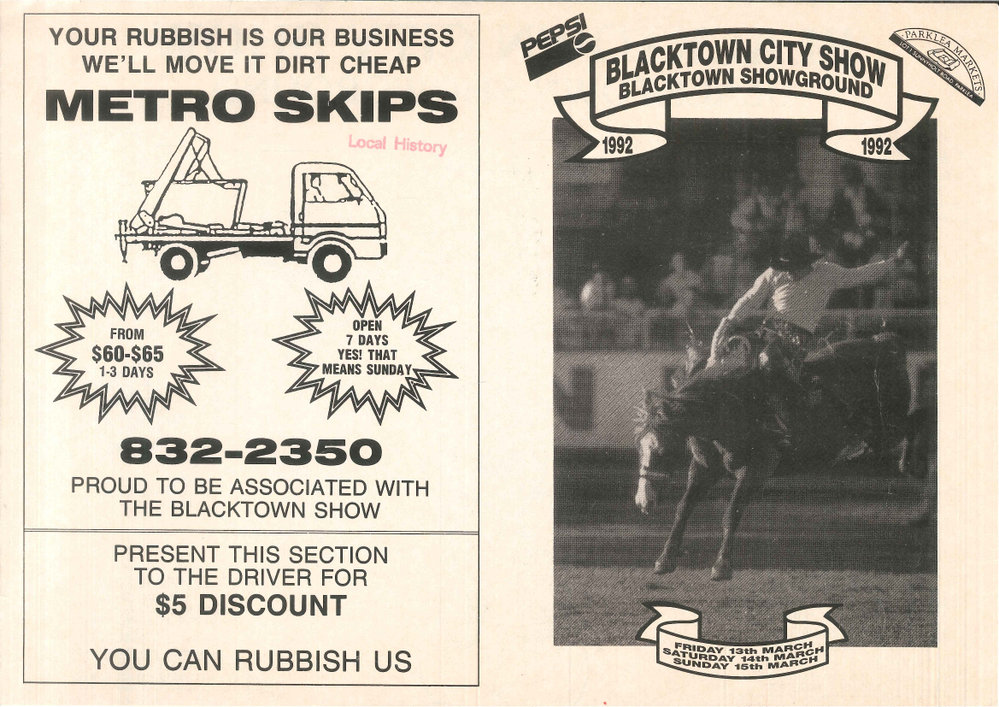 YOUR RUBBISH IS OUR BUSINESS
WE'LL MOVE IT DIRT CHEAP
METRO SKIPS
Local History
FROM
$60-$65
1-3 DAYS
OPEN
7 DAYS
YES! THAT
MEANS SUNDAY
832-2350
PROUD TO BE ASSOCIATED WITH
THE BLACKTOWN SHOW
PRESENT THIS SECTION
TO THE DRIVER FOR
$5 DISCOUNT
YOU CAN RUBBISH US
PEPSI
PARKLEA MARKETS
BLACKTOWN CITY SHOW
BLACKTOWN SHOWGROUND
1992
1992
FRIDAY 13th MARCH
SATURDAY 14th MARCH
SUNDAY 15th MARCH